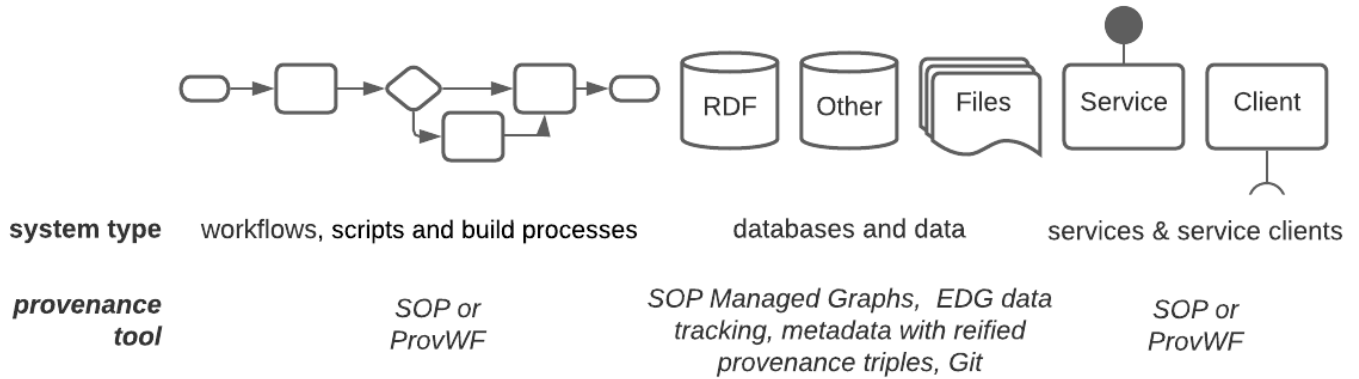 RDF
Other
Files
Service
Client
system type
workflows, scripts and build processes
databases and data
services & service clients
provenance
tool
SOP or
ProvWF
SOP Managed Graphs, EDG data
tracking, metadata with reified
provenance triples, Git
SOP or
ProvWF